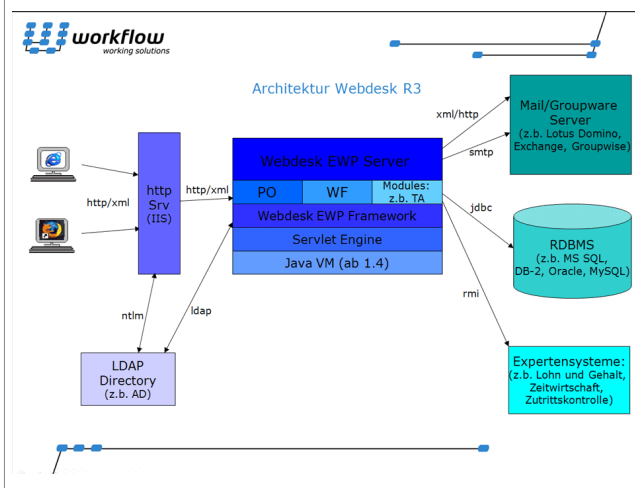 workflow
working solutions
Architektur Webdesk R3
http/xml
http
Srv
(IIS)
http/xml
Webdesk EWP Server
PO
WF
Modules:
z.b. TA
Webdesk EWP Framework
Servlet Engine
Java VM (ab 1.4)
xml/http
smtp
Mail/Groupware
Server
(z.b. Lotus Domino,
Exchange, Groupwise)
jdbc
RDBMS
(z.b. MS SQL,
DB-2, Oracle, MySQL)
rmi
Expertensysteme:
(z.b. Lohn und Gehalt,
Zeitwirtschaft,
Zutrittskontrolle)
ntlm
ldap
LDAP
Directory
(z.b. AD)